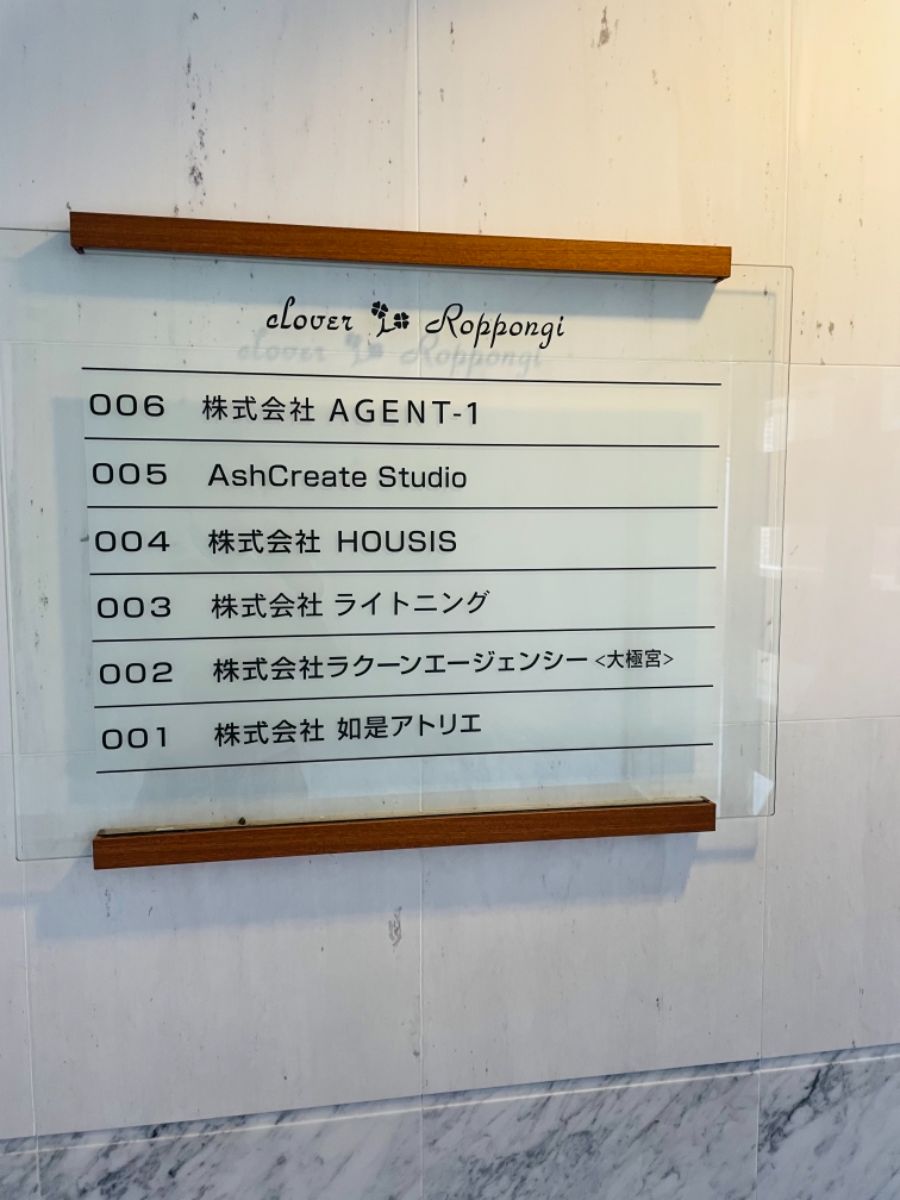 clover Roppongi
006 株式会社 AGENT-1
005 AshCreate Studio
004 株式会社 HOUSIS
003 株式会社 ライトニング
002 株式会社ラクーンエージェンシー <大極宮>
001 株式会社 如是アトリエ